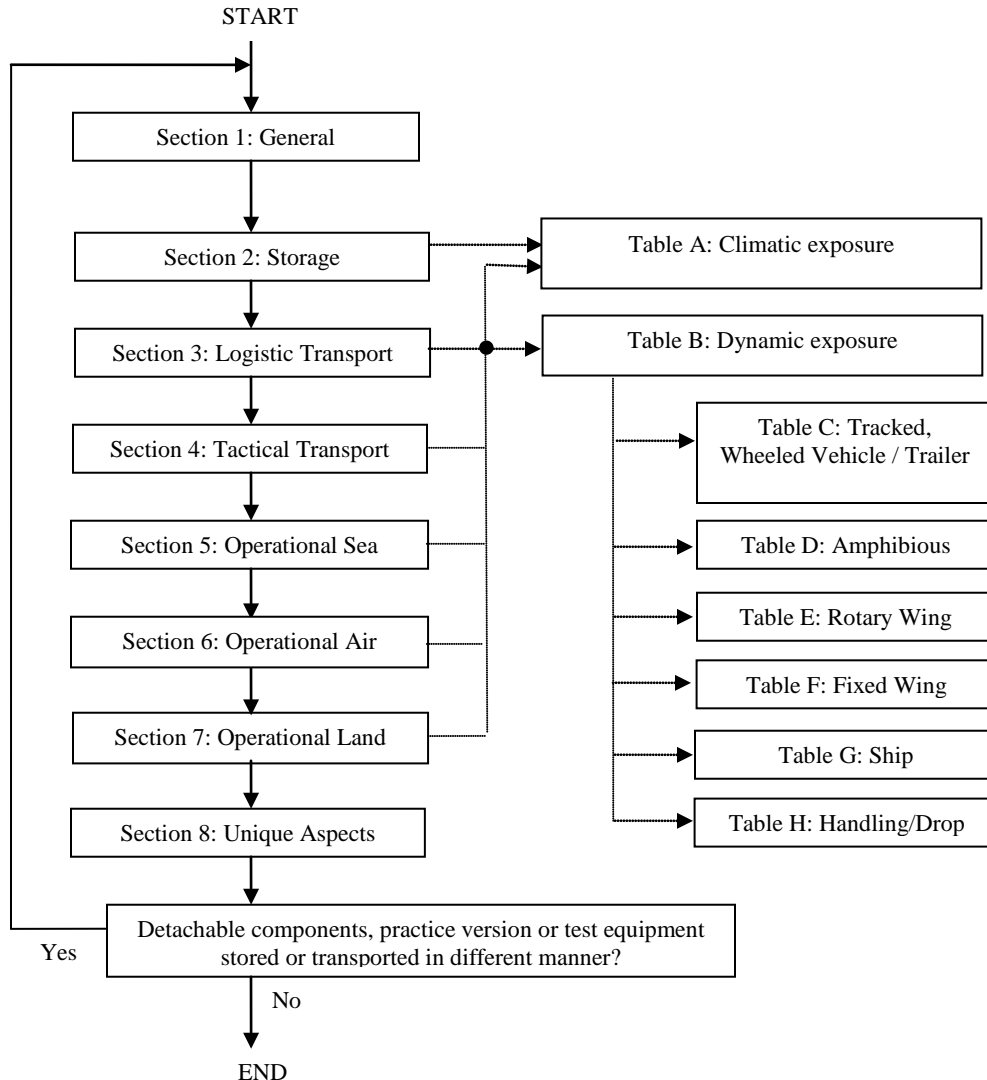 START
Section 1: General
Section 2: Storage
Table A: Climatic exposure
Section 3: Logistic Transport
Table B: Dynamic exposure
Section 4: Tactical Transport
Table C: Tracked,
Wheeled Vehicle / Trailer
Section 5: Operational Sea
Table D: Amphibious
Section 6: Operational Air
Table E: Rotary Wing
Table F: Fixed Wing
Section 7: Operational Land
Table G: Ship
Section 8: Unique Aspects
Table H: Handling/Drop
Detachable components, practice version or test equipment
stored or transported in different manner?
Yes
No
END